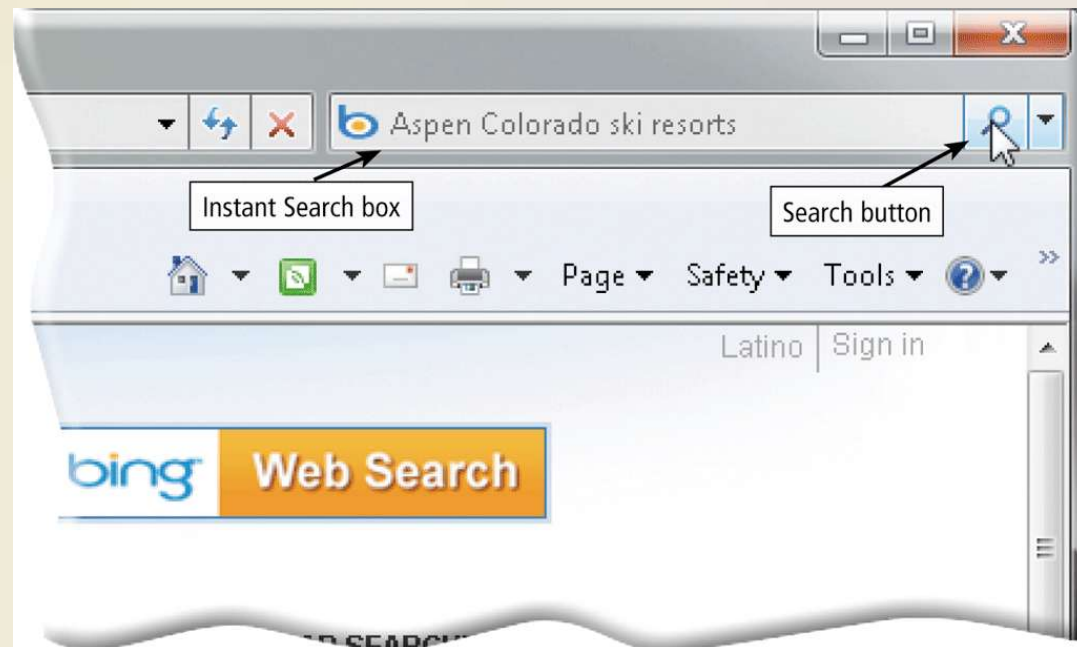 Aspen Colorado ski resorts
Instant Search box
Search button
Page Safety Tools
Latino Sign in
bing Web Search